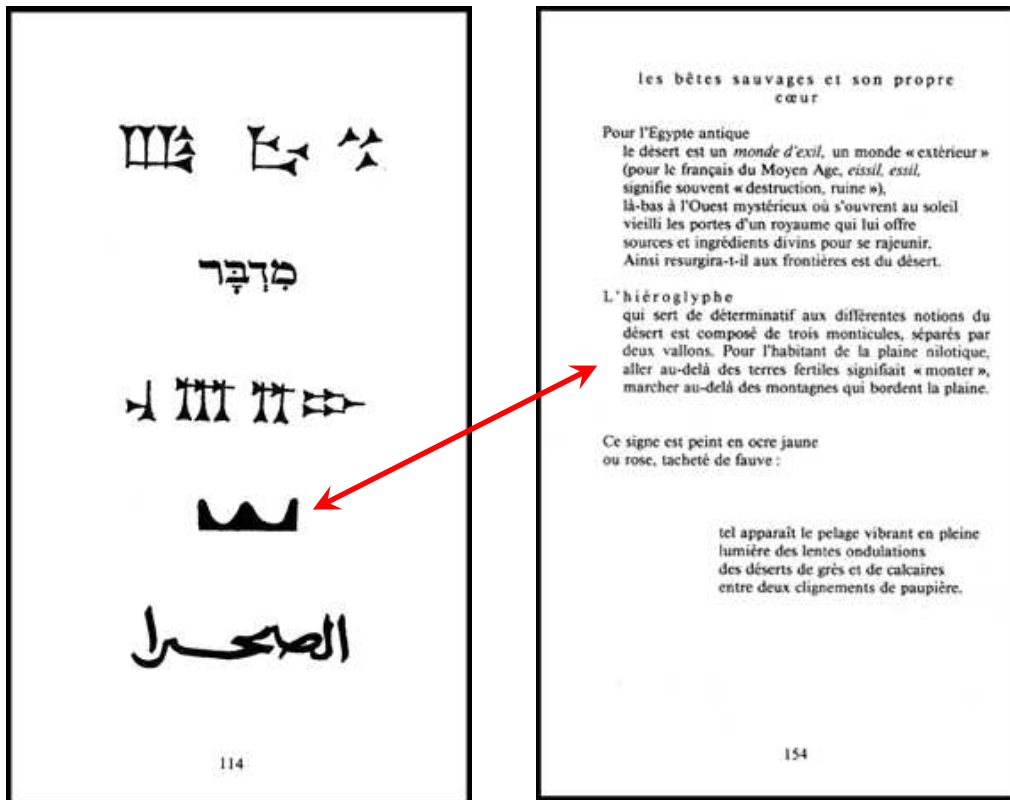 מִדְבָּר
𓈉
الصحرا
114
les bêtes sauvages et son propre
cœur
Pour l'Egypte antique
le désert est un monde d'exil, un monde « extérieur »
(pour le français du Moyen Age, eissil, essil,
signifie souvent « destruction, ruine »),
là-bas à l'Ouest mystérieux où s'ouvrent au soleil
vieilli les portes d'un royaume qui lui offre
sources et ingrédients divins pour se rajeunir.
Ainsi resurgira-t-il aux frontières est du désert.
L'hiéroglyphe
qui sert de déterminatif aux différentes notions du
désert est composé de trois monticules, séparés par
deux vallons. Pour l'habitant de la plaine nilotique,
aller au-delà des terres fertiles signifiait « monter »,
marcher au-delà des montagnes qui bordent la plaine.
Ce signe est peint en ocre jaune
ou rose, tacheté de fauve :
tel apparaît le pelage vibrant en pleine
lumière des lentes ondulations
des déserts de grès et de calcaires
entre deux clignements de paupière.
154